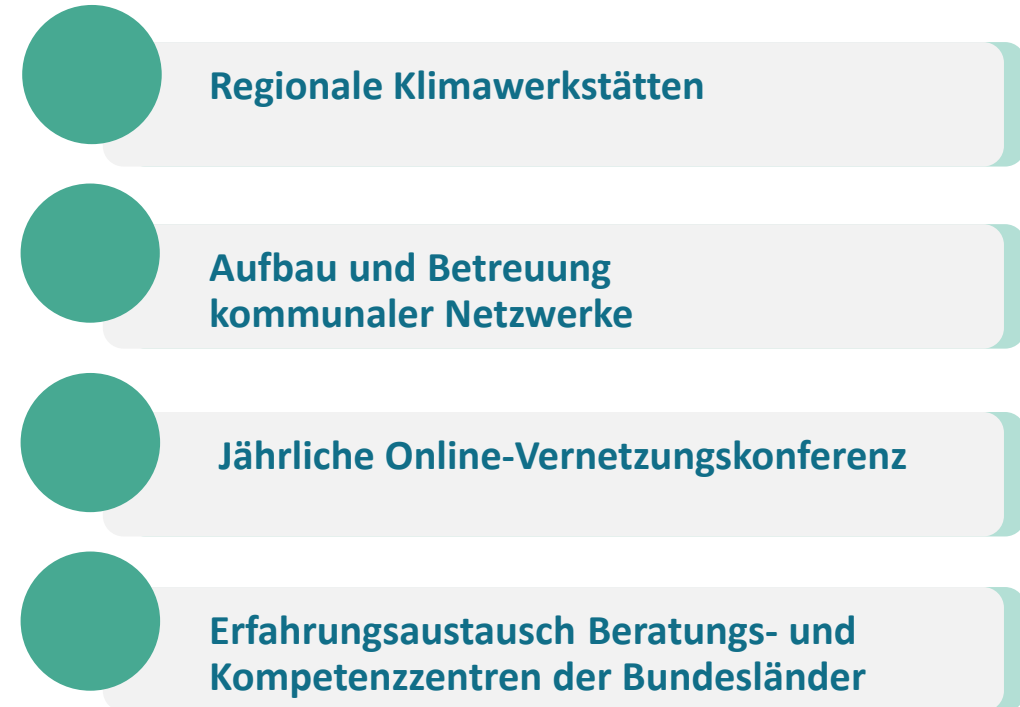 Regionale Klimawerkstätten
Aufbau und Betreuung
kommunaler Netzwerke
Jährliche Online-Vernetzungskonferenz
Erfahrungsaustausch Beratungs- und
Kompetenzzentren der Bundesländer